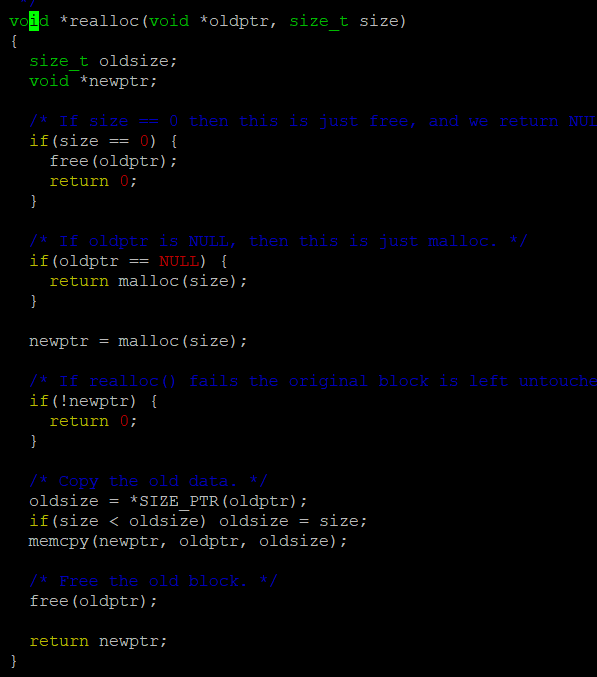 void *realloc(void *oldptr, size_t size)
{
  size_t oldsize;
  void *newptr;

  /* If size == 0 then this is just free, and we return NUL
  if(size == 0) {
    free(oldptr);
    return 0;
  }

  /* If oldptr is NULL, then this is just malloc. */
  if(oldptr == NULL) {
    return malloc(size);
  }

  newptr = malloc(size);

  /* If realloc() fails the original block is left untouche
  if(!newptr) {
    return 0;
  }

  /* Copy the old data. */
  oldsize = *SIZE_PTR(oldptr);
  if(size < oldsize) oldsize = size;
  memcpy(newptr, oldptr, oldsize);

  /* Free the old block. */
  free(oldptr);

  return newptr;
}